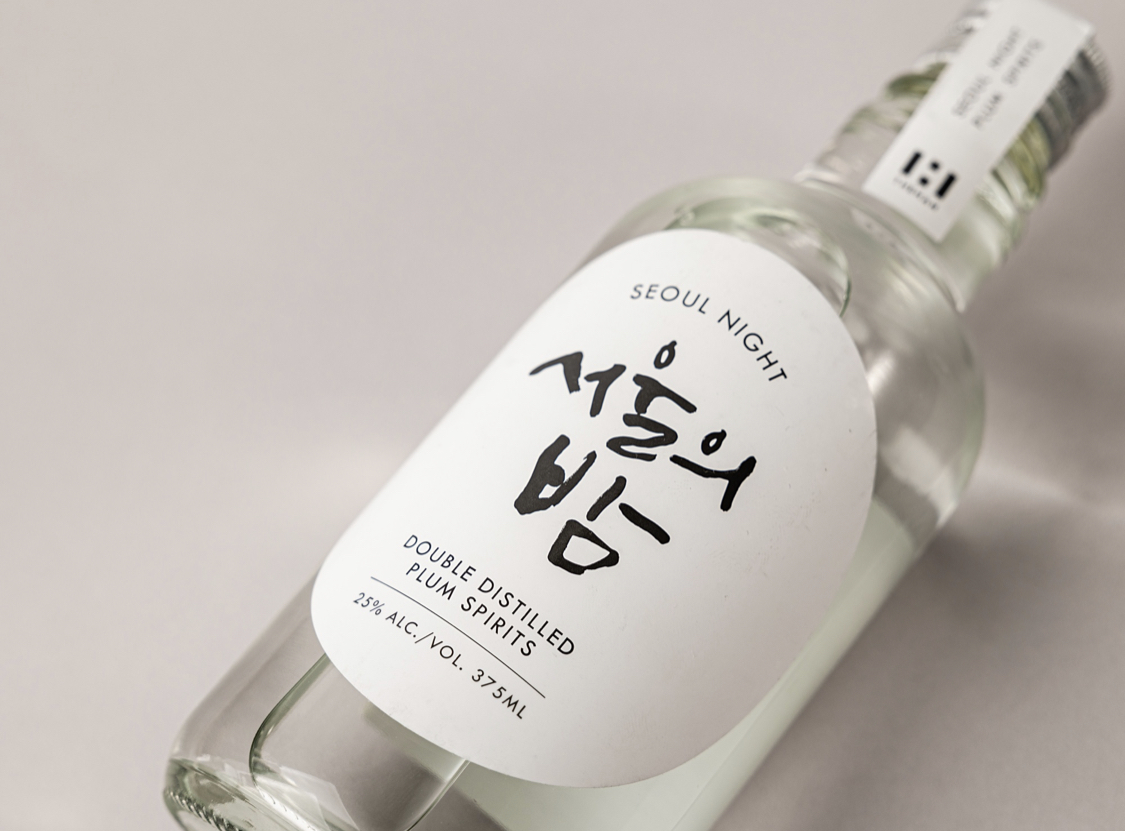 SEOUL NIGHT
PLUM SPIRITS
SEOUL NIGHT
서울의
밤
DOUBLE DISTILLED
PLUM SPIRITS
25% ALC./VOL. 375ML